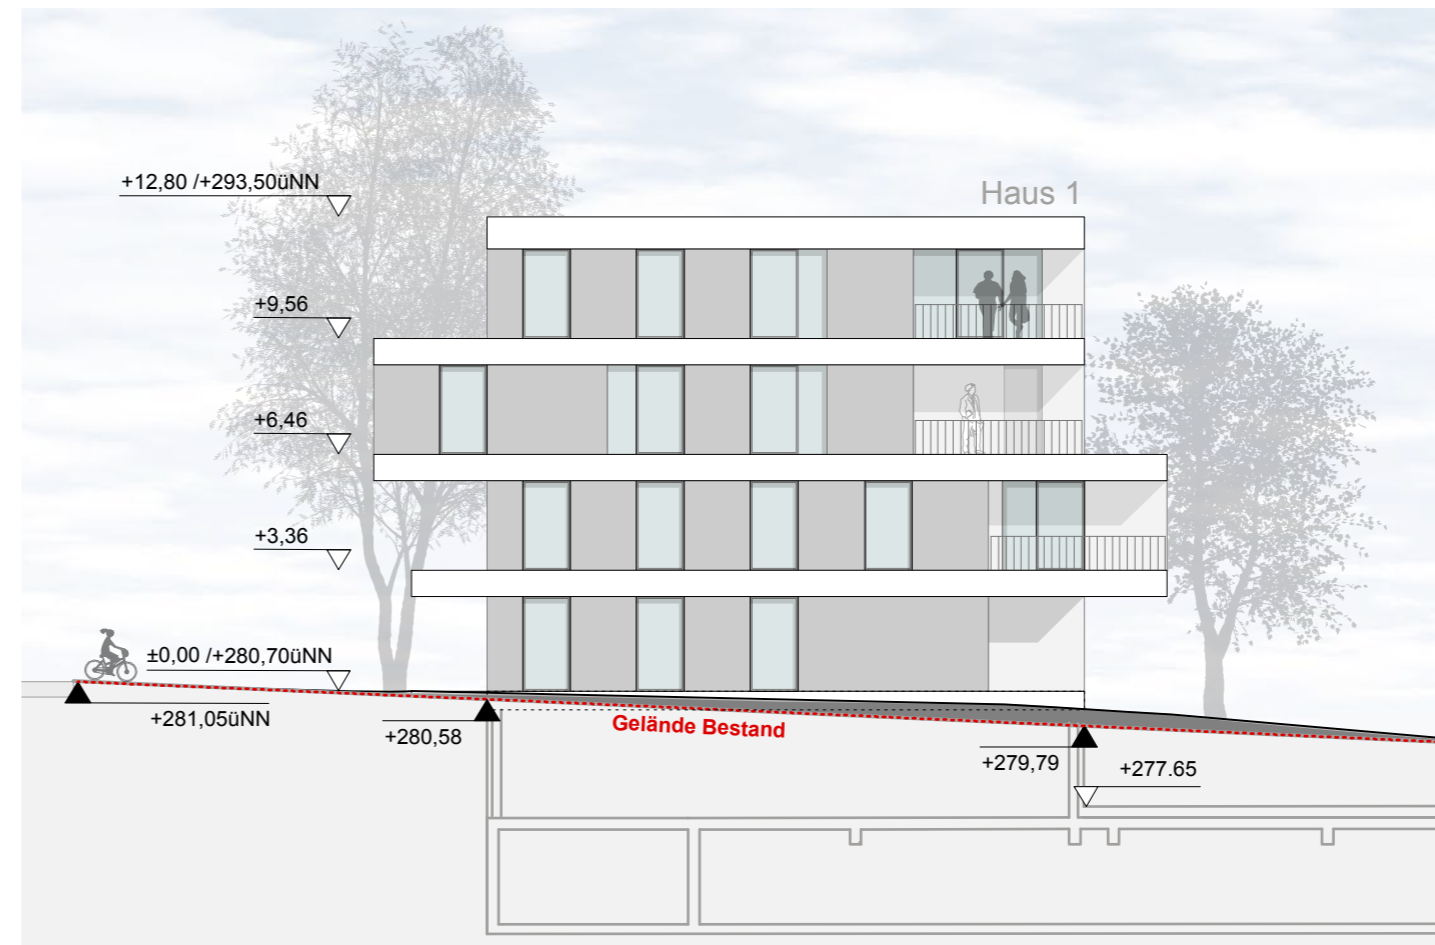 +12,80 /+293,50üNN
Haus 1
+9,56
+6,46
+3,36
±0,00 /+280,70üNN
+281,05üNN
+280,58
Gelände Bestand
+279,79
+277.65